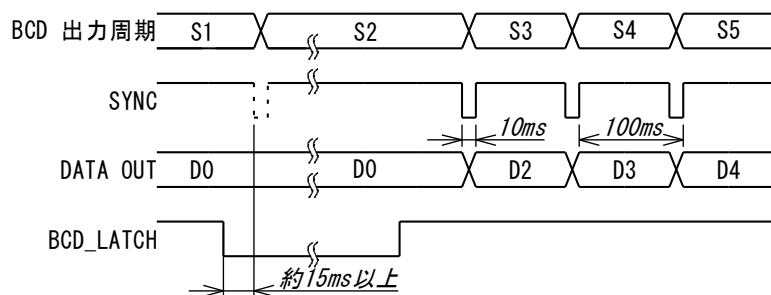 BCD 出力周期 S1 S2 S3 S4 S5
SYNC
10ms 100ms
DATA OUT D0 D0 D2 D3 D4
BCD_LATCH
約15ms以上